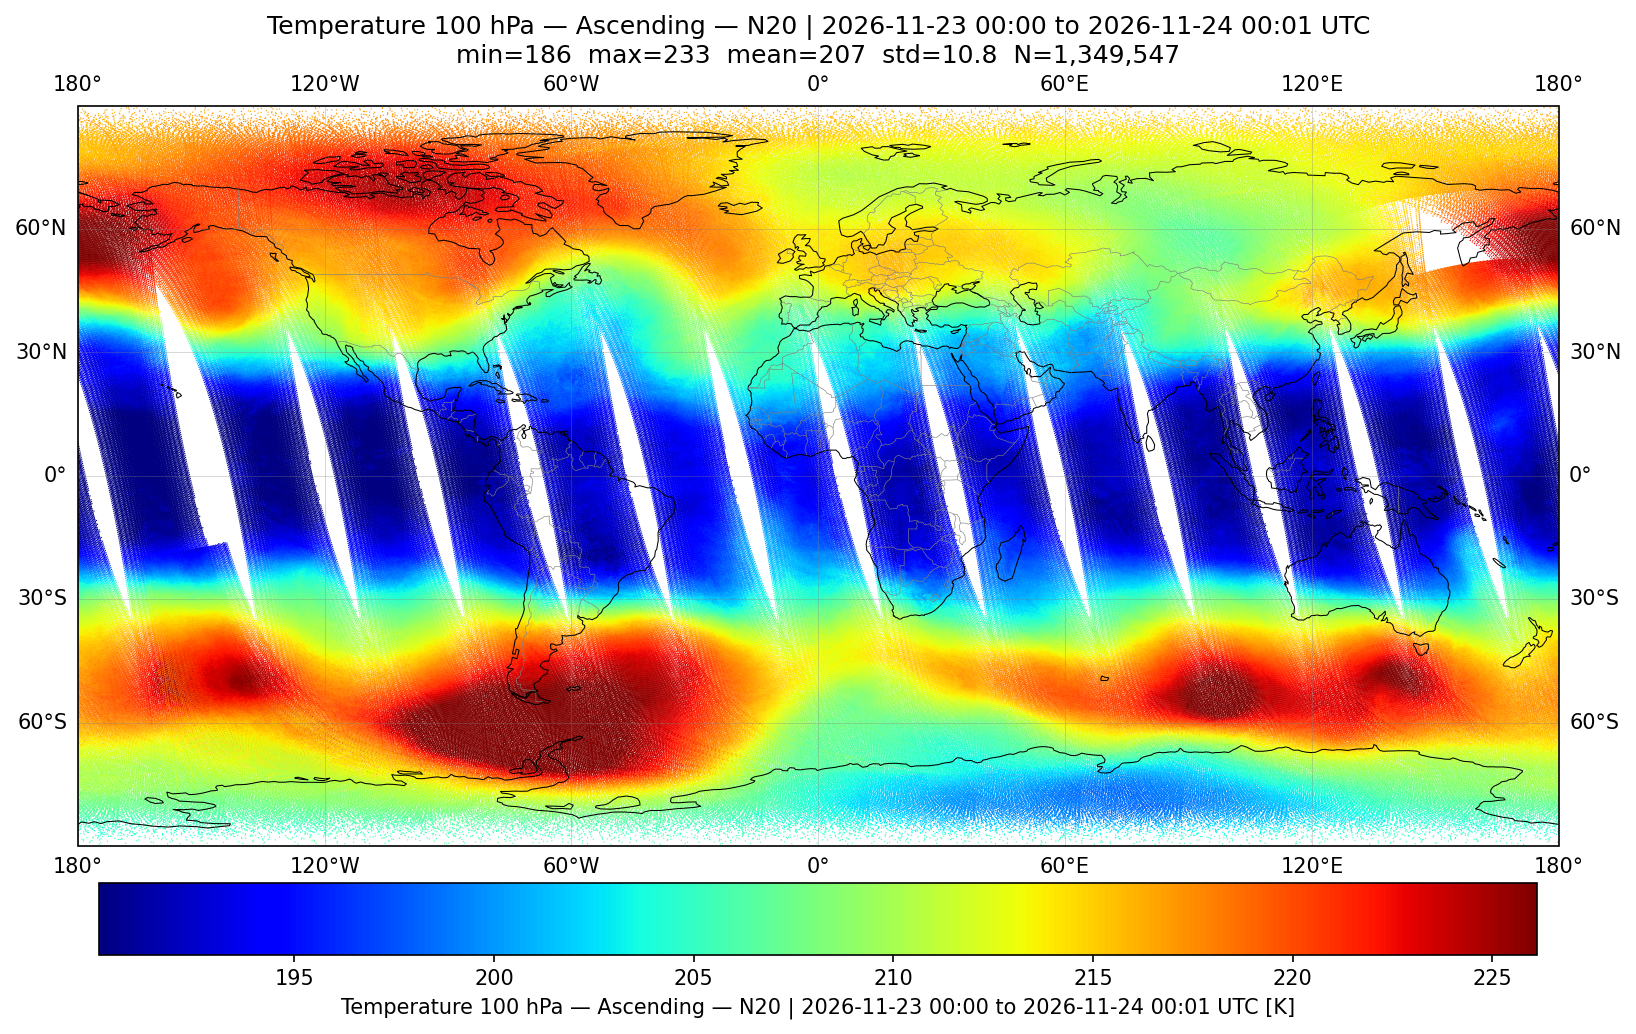 Temperature 100 hPa — Ascending — N20 | 2026-11-23 00:00 to 2026-11-24 00:01 UTC
min=186  max=233  mean=207  std=10.8  N=1,349,547
180° 120°W 60°W 0° 60°E 120°E 180°
60°N 60°N
30°N 30°N
0° 0°
30°S 30°S
60°S 60°S
180° 120°W 60°W 0° 60°E 120°E 180°
195 200 205 210 215 220 225
Temperature 100 hPa — Ascending — N20 | 2026-11-23 00:00 to 2026-11-24 00:01 UTC [K]